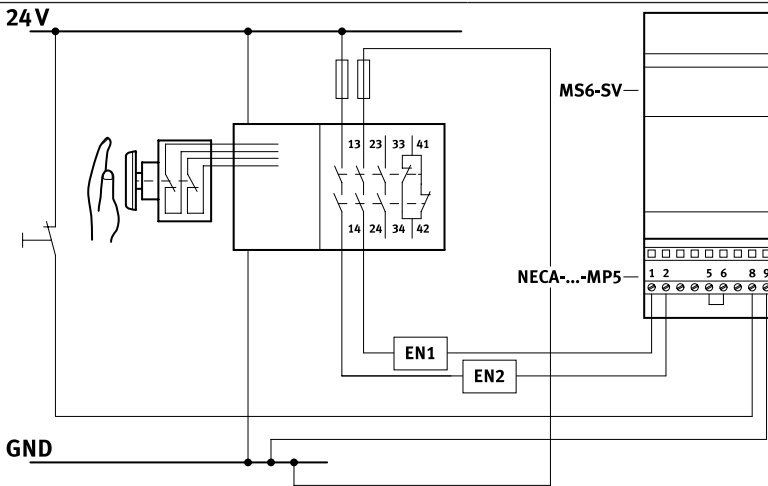 24 V
MS6-SV
13 23 33 41
14 24 34 42
NECA-...-MP5
1 2 5 6 8 9
EN1
EN2
GND